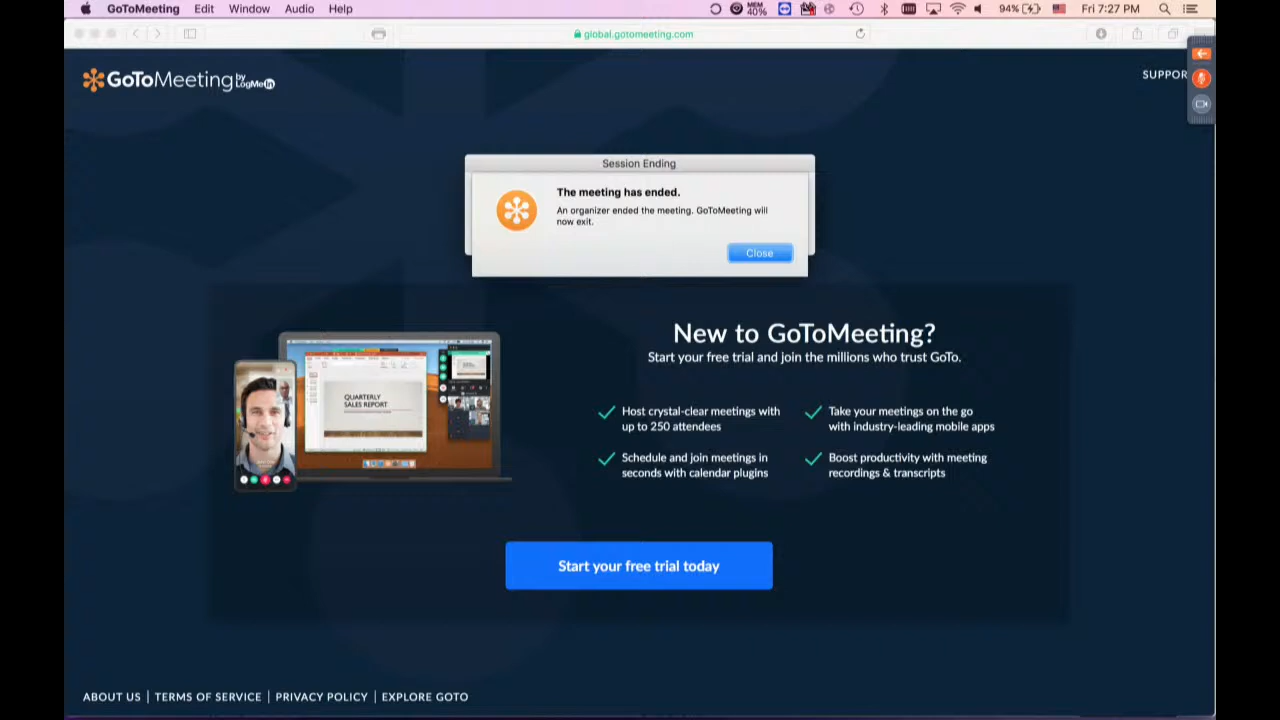 GoToMeeting Edit Window Audio Help MEM 40% 94% Fri 7:27 PM
global.gotomeeting.com
GoToMeeting by LogMeIn
SUPPOR
Session Ending
The meeting has ended.
An organizer ended the meeting. GoToMeeting will
now exit.
Close
New to GoToMeeting?
Start your free trial and join the millions who trust GoTo.
QUARTERLY
SALES REPORT
Host crystal-clear meetings with
up to 250 attendees
Take your meetings on the go
with industry-leading mobile apps
Schedule and join meetings in
seconds with calendar plugins
Boost productivity with meeting
recordings & transcripts
Start your free trial today
ABOUT US | TERMS OF SERVICE | PRIVACY POLICY | EXPLORE GOTO